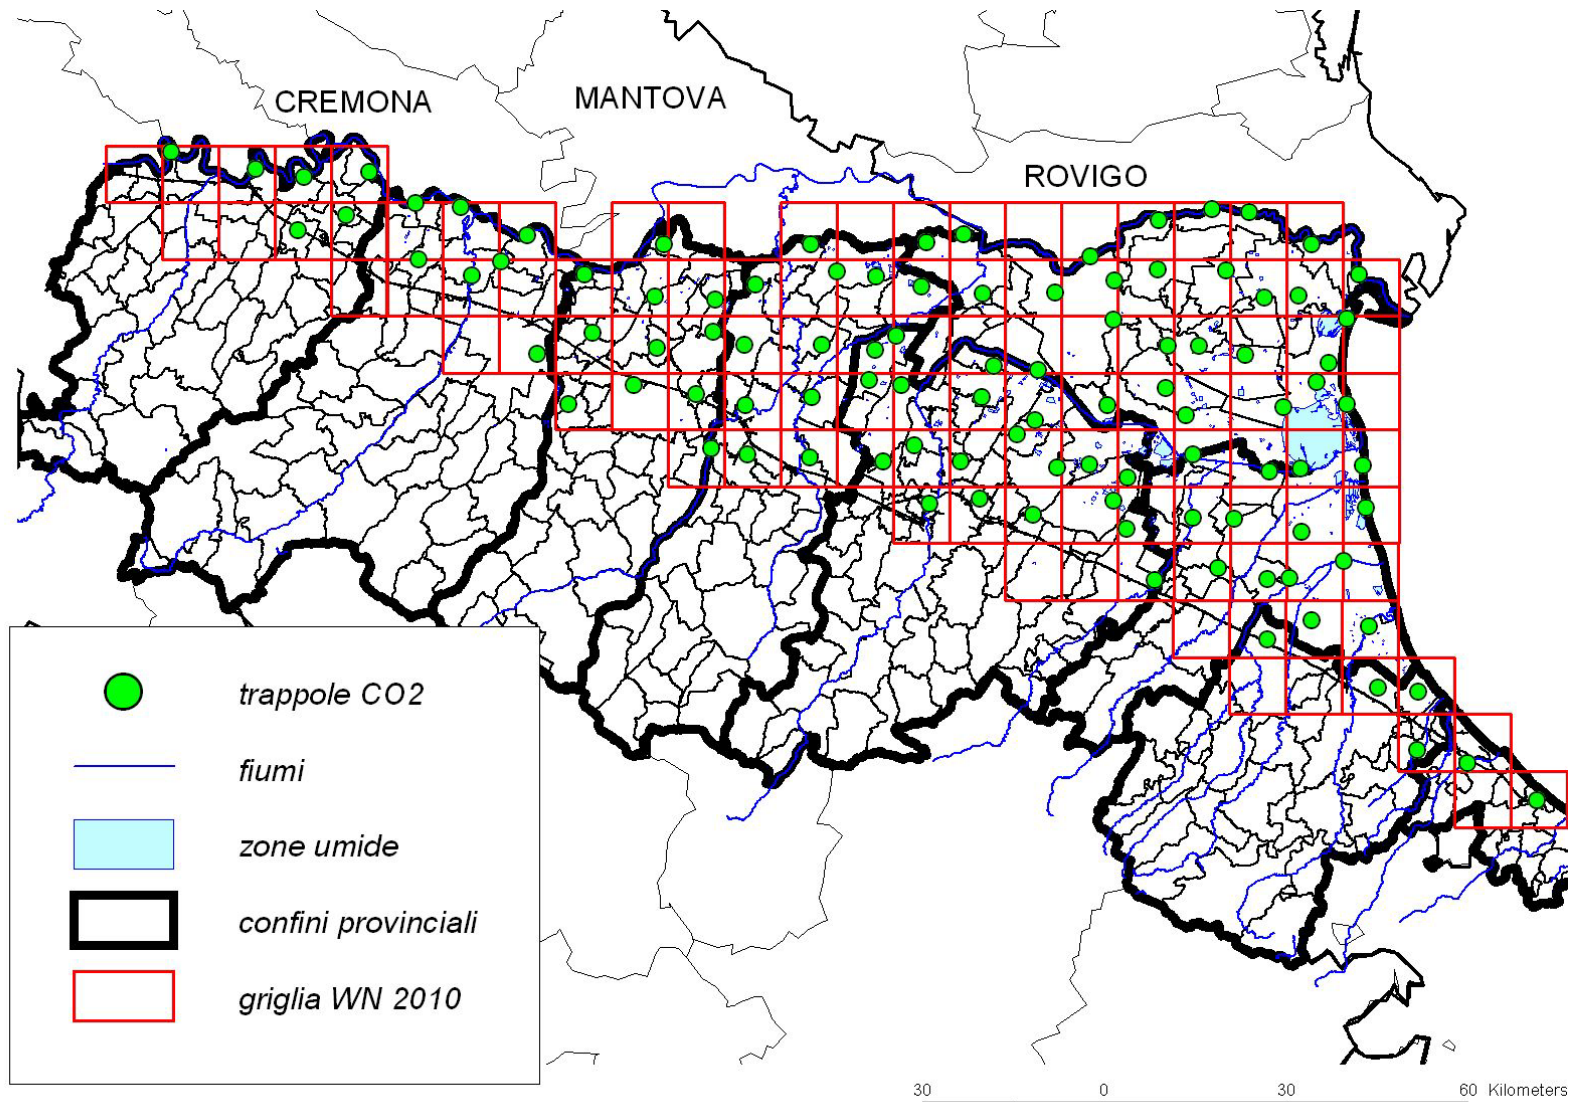 CREMONA
MANTOVA
ROVIGO
trappole CO2
fiumi
zone umide
confini provinciali
griglia WN 2010
30 0 30 60 Kilometers